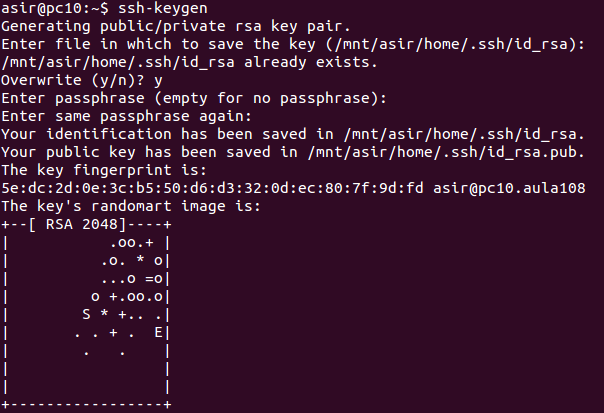 asir@pc10:~$ ssh-keygen
Generating public/private rsa key pair.
Enter file in which to save the key (/mnt/asir/home/.ssh/id_rsa):
/mnt/asir/home/.ssh/id_rsa already exists.
Overwrite (y/n)? y
Enter passphrase (empty for no passphrase):
Enter same passphrase again:
Your identification has been saved in /mnt/asir/home/.ssh/id_rsa.
Your public key has been saved in /mnt/asir/home/.ssh/id_rsa.pub.
The key fingerprint is:
5e:dc:2d:0e:3c:b5:50:d6:d3:32:0d:ec:80:7f:9d:fd asir@pc10.aula108
The key's randomart image is:
+--[ RSA 2048]----+
|            .oo.+ |
|           .o. * o|
|           ...o =o|
|          o +.oo.o|
|         S * +.. .|
|        . . + .  E|
|         .   .    |
|                  |
|                  |
+-----------------+